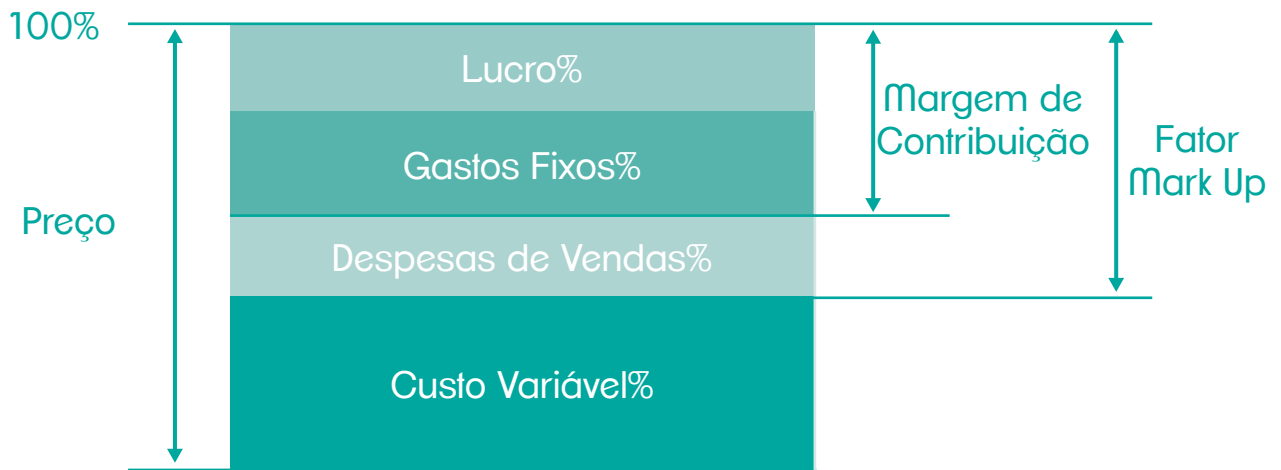 100%
Lucro%
Margem de
Contribuição
Fator
Mark Up
Gastos Fixos%
Preço
Despesas de Vendas%
Custo Variável%